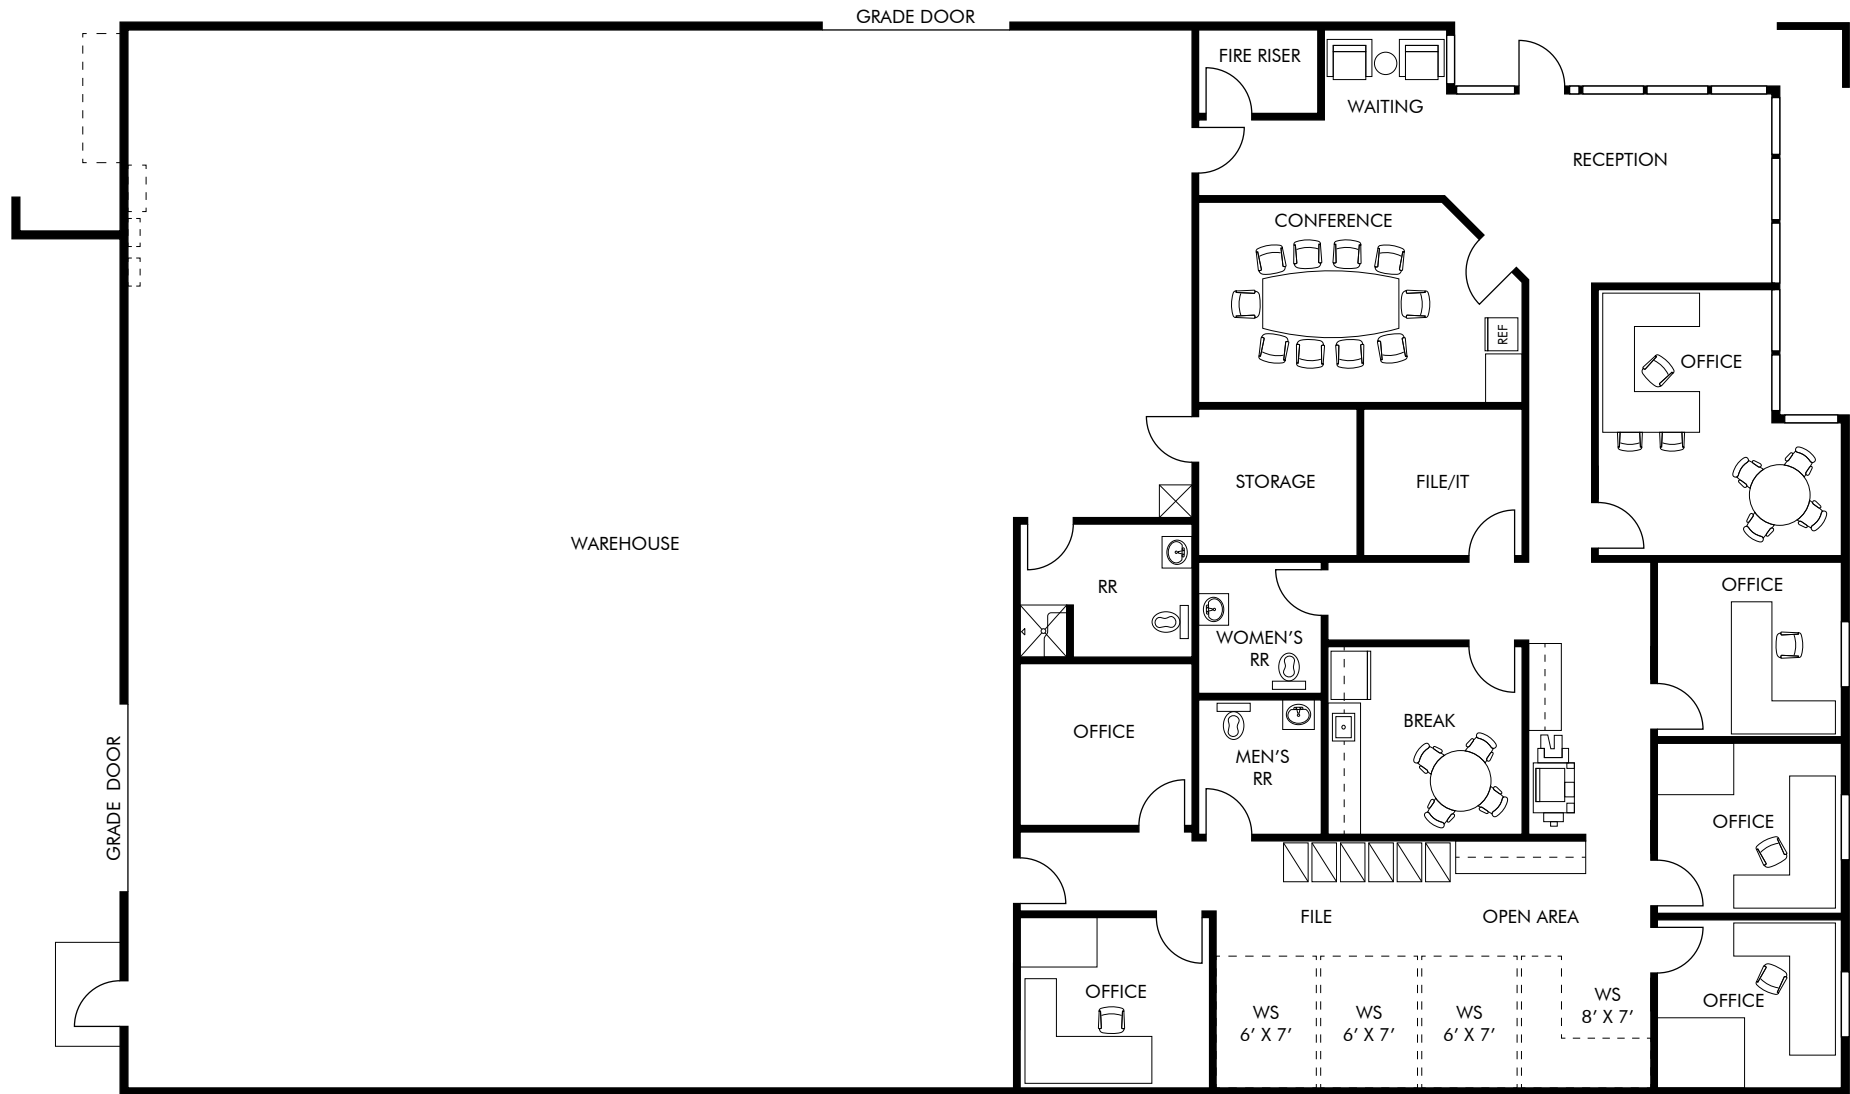 GRADE DOOR
FIRE RISER
WAITING
RECEPTION
CONFERENCE
REF
OFFICE
STORAGE
FILE/IT
WAREHOUSE
RR
OFFICE
WOMEN'S
RR
BREAK
OFFICE
MEN'S
RR
GRADE DOOR
OFFICE
FILE
OPEN AREA
OFFICE
OFFICE
WS
6' X 7'
WS
6' X 7'
WS
6' X 7'
WS
8' X 7'